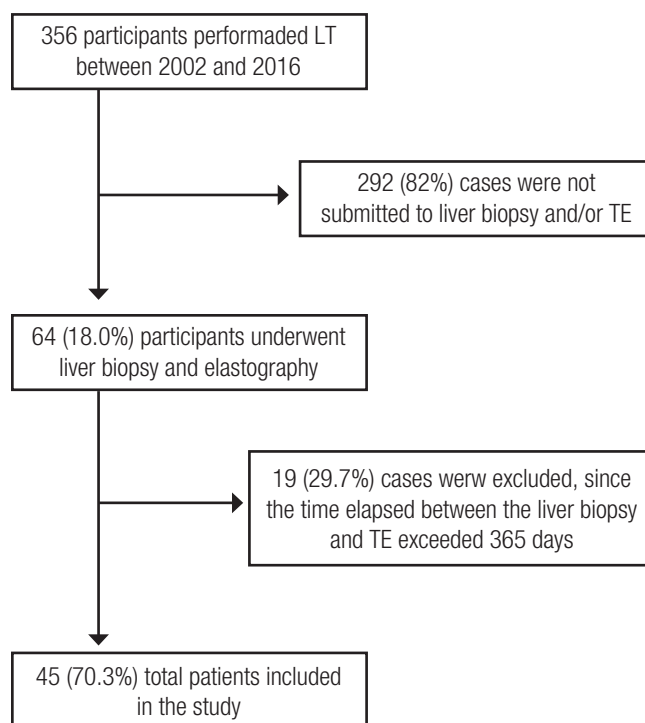 356 participants performaded LT
between 2002 and 2016
292 (82%) cases were not
submitted to liver biopsy and/or TE
64 (18.0%) participants underwent
liver biopsy and elastography
19 (29.7%) cases werw excluded, since
the time elapsed between the liver biopsy
and TE exceeded 365 days
45 (70.3%) total patients included
in the study